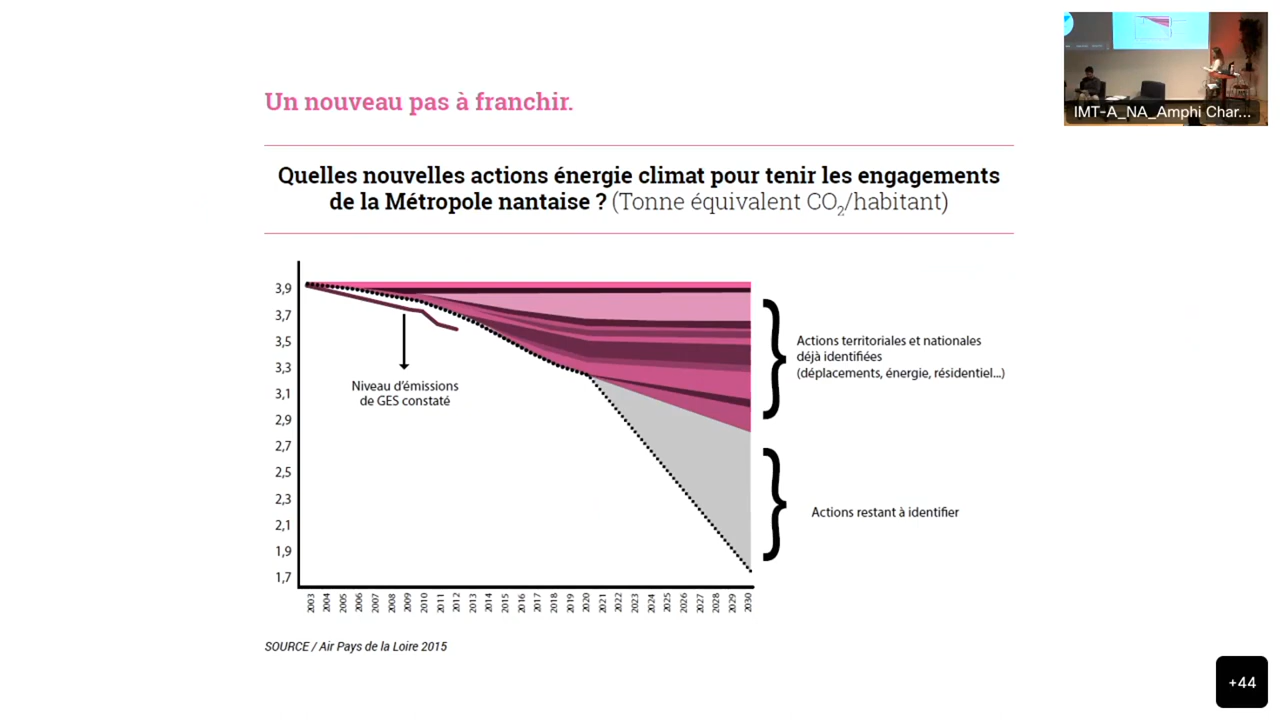 Un nouveau pas à franchir.
IMT-A_NA_Amphi Char...
Quelles nouvelles actions énergie climat pour tenir les engagements
de la Métropole nantaise ? (Tonne équivalent CO₂/habitant)
3,9
3,7
3,5
3,3
3,1
2,9
2,7
2,5
2,3
2,1
1,9
1,7
Niveau d'émissions
de GES constaté
Actions territoriales et nationales
déjà identifiées
(déplacements, énergie, résidentiel...)
Actions restant à identifier
2003 2004 2005 2006 2007 2008 2009 2010 2011 2012 2013 2014 2015 2016 2017 2018 2019 2020 2021 2022 2023 2024 2025 2026 2027 2028 2029 2030
SOURCE / Air Pays de la Loire 2015
+44